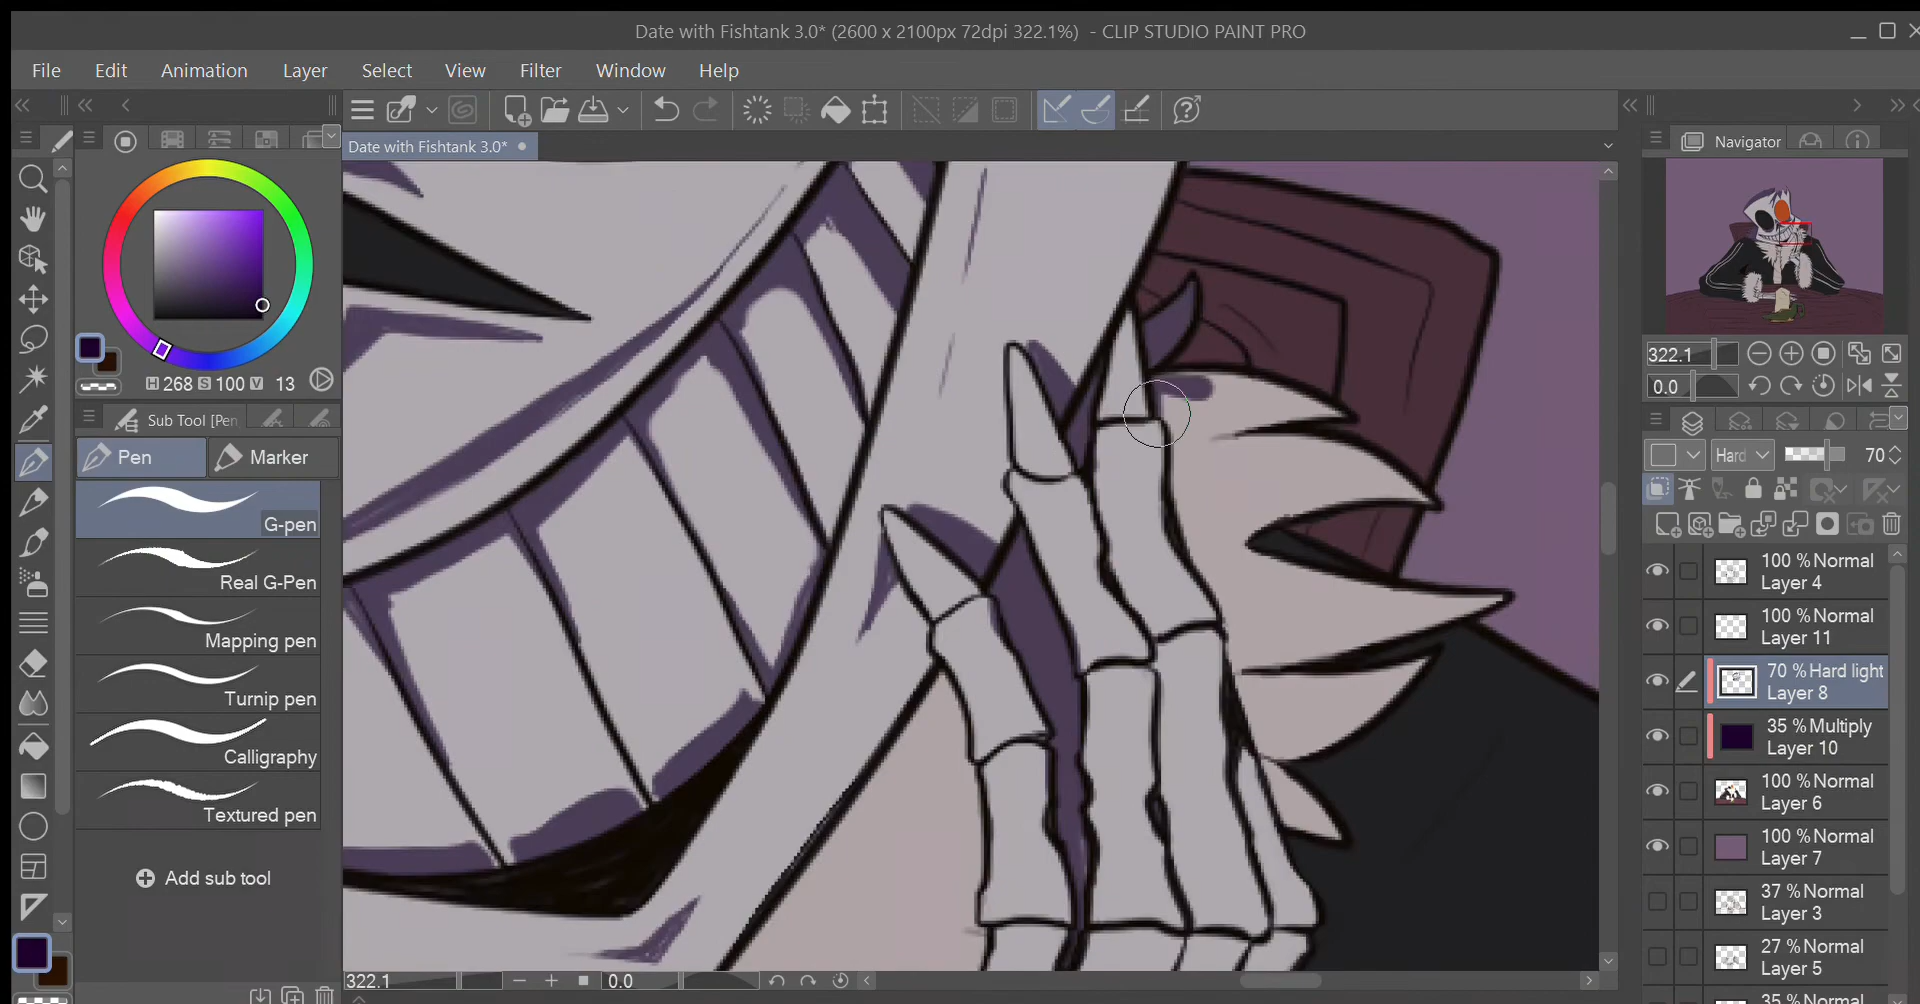 Date with Fishtank 3.0* (2600 x 2100px 72dpi 322.1%) - CLIP STUDIO PAINT PRO
File Edit Animation Layer Select View Filter Window Help
Date with Fishtank 3.0*
Navigator
322.1
0.0
H 268 S 100 V 13
Sub Tool [Pen
Pen
Marker
G-pen
Real G-Pen
Mapping pen
Turnip pen
Calligraphy
Textured pen
Add sub tool
Hard
70
100 % Normal
Layer 4
100 % Normal
Layer 11
70 % Hard light
Layer 8
35 % Multiply
Layer 10
100 % Normal
Layer 6
100 % Normal
Layer 7
37 % Normal
Layer 3
27 % Normal
Layer 5
35 % Normal
322.1
0.0